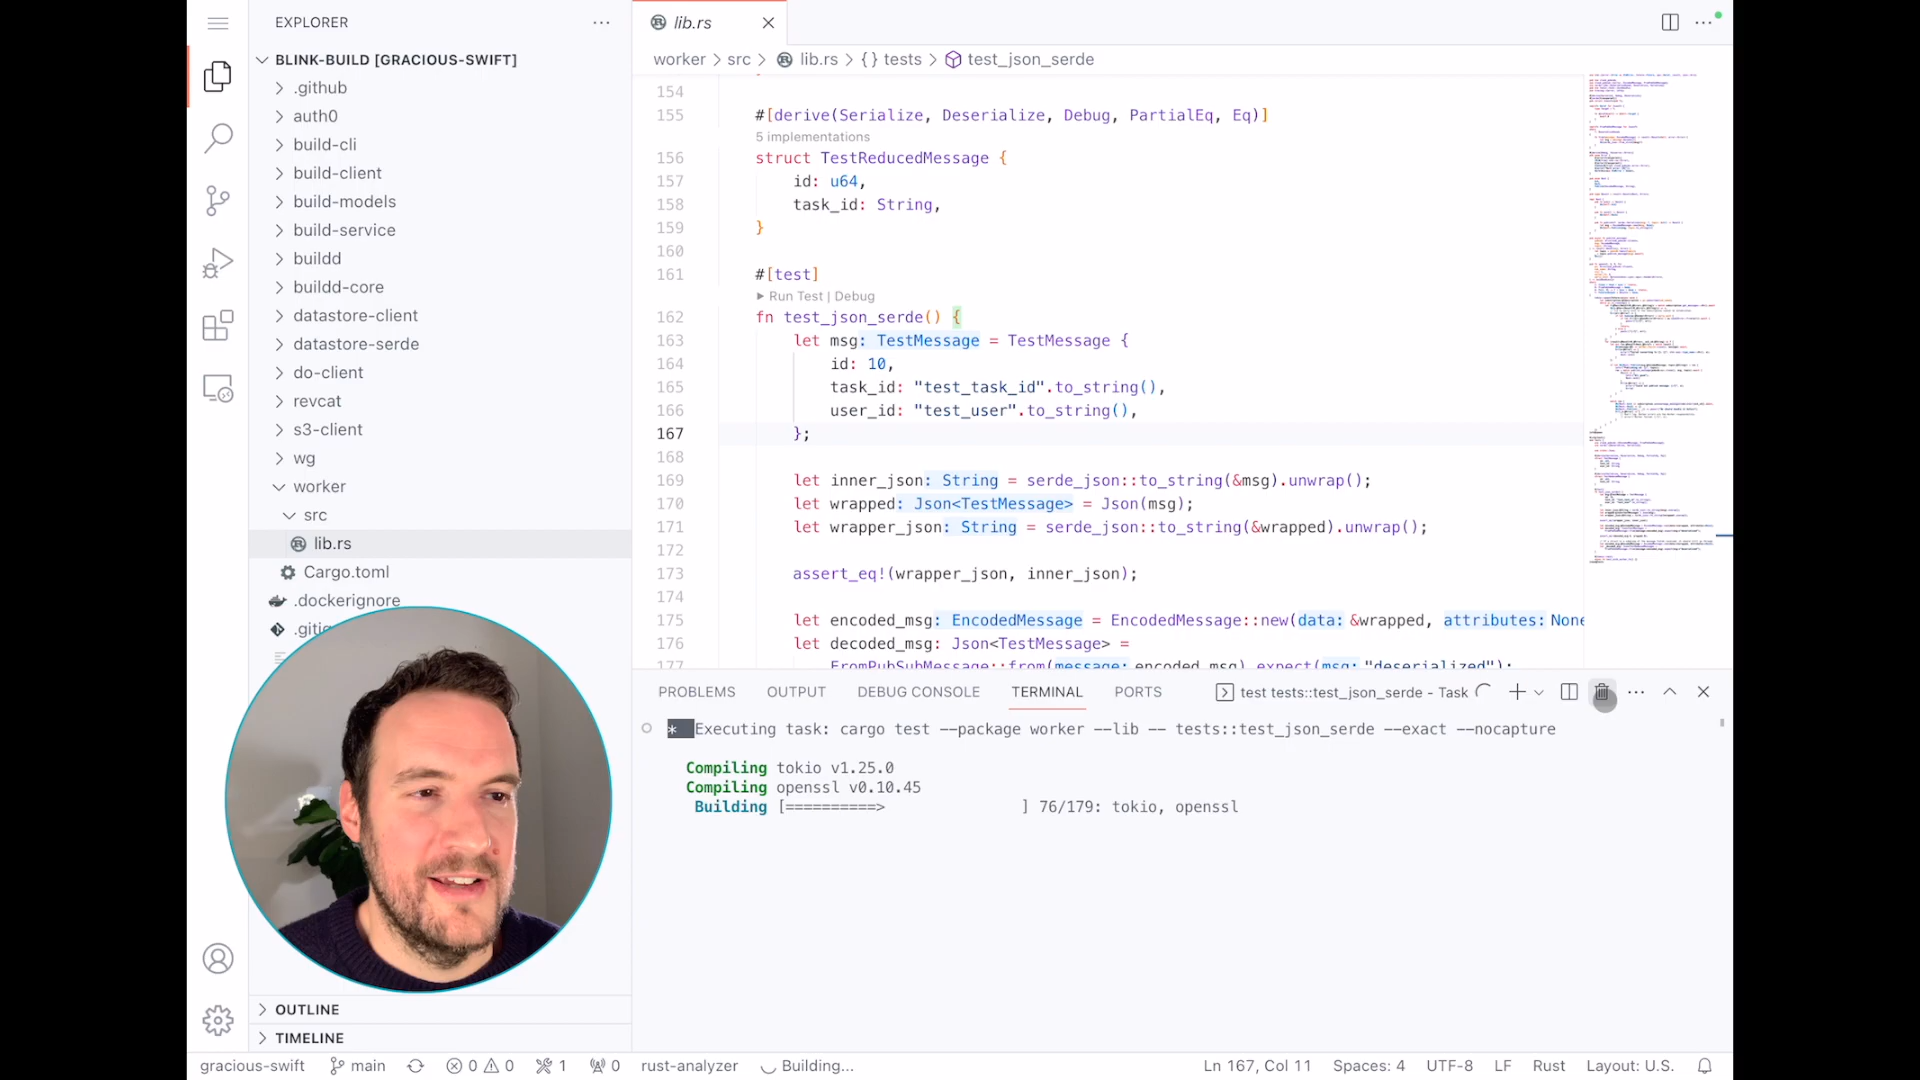 EXPLORER
BLINK-BUILD [GRACIOUS-SWIFT]
.github
auth0
build-cli
build-client
build-models
build-service
buildd
buildd-core
datastore-client
datastore-serde
do-client
revcat
s3-client
wg
worker
src
lib.rs
Cargo.toml
.dockerignore
OUTLINE
TIMELINE
lib.rs
worker > src > lib.rs > {} tests > test_json_serde
154
155 #[derive(Serialize, Deserialize, Debug, PartialEq, Eq)]
5 implementations
156 struct TestReducedMessage {
157 id: u64,
158 task_id: String,
159 }
160
161 #[test]
Run Test | Debug
162 fn test_json_serde() {
163 let msg: TestMessage = TestMessage {
164 id: 10,
165 task_id: "test_task_id".to_string(),
166 user_id: "test_user".to_string(),
167 };
168
169 let inner_json: String = serde_json::to_string(&msg).unwrap();
170 let wrapped: Json<TestMessage> = Json(msg);
171 let wrapper_json: String = serde_json::to_string(&wrapped).unwrap();
172
173 assert_eq!(wrapper_json, inner_json);
174
175 let encoded_msg: EncodedMessage = EncodedMessage::new(data: &wrapped, attributes: None
176 let decoded_msg: Json<TestMessage> =
177 FromPubSubMessage::from(message: encoded_msg).expect(msg: "deserialized");
PROBLEMS OUTPUT DEBUG CONSOLE TERMINAL PORTS test tests::test_json_serde - Task
* Executing task: cargo test --package worker --lib -- tests::test_json_serde --exact --nocapture
Compiling tokio v1.25.0
Compiling openssl v0.10.45
Building [==========> ] 76/179: tokio, openssl
gracious-swift main 0 0 1 0 rust-analyzer Building... Ln 167, Col 11 Spaces: 4 UTF-8 LF Rust Layout: U.S.